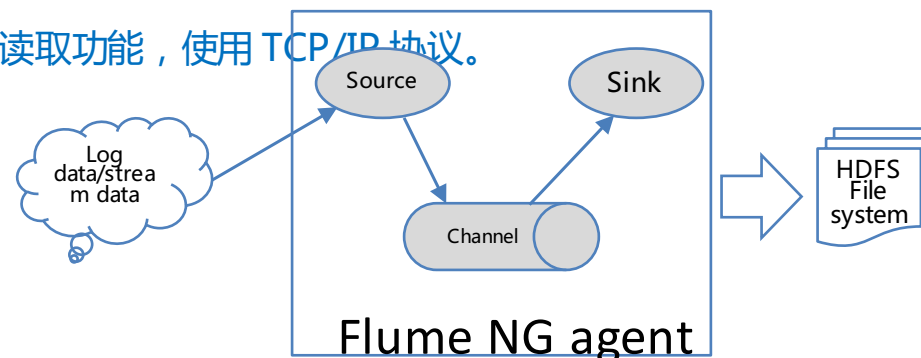 读取功能，使用 TCP/IP 协议。
Source
Sink
Log
data/strea
m data
HDFS
File
system
Channel
Flume NG agent